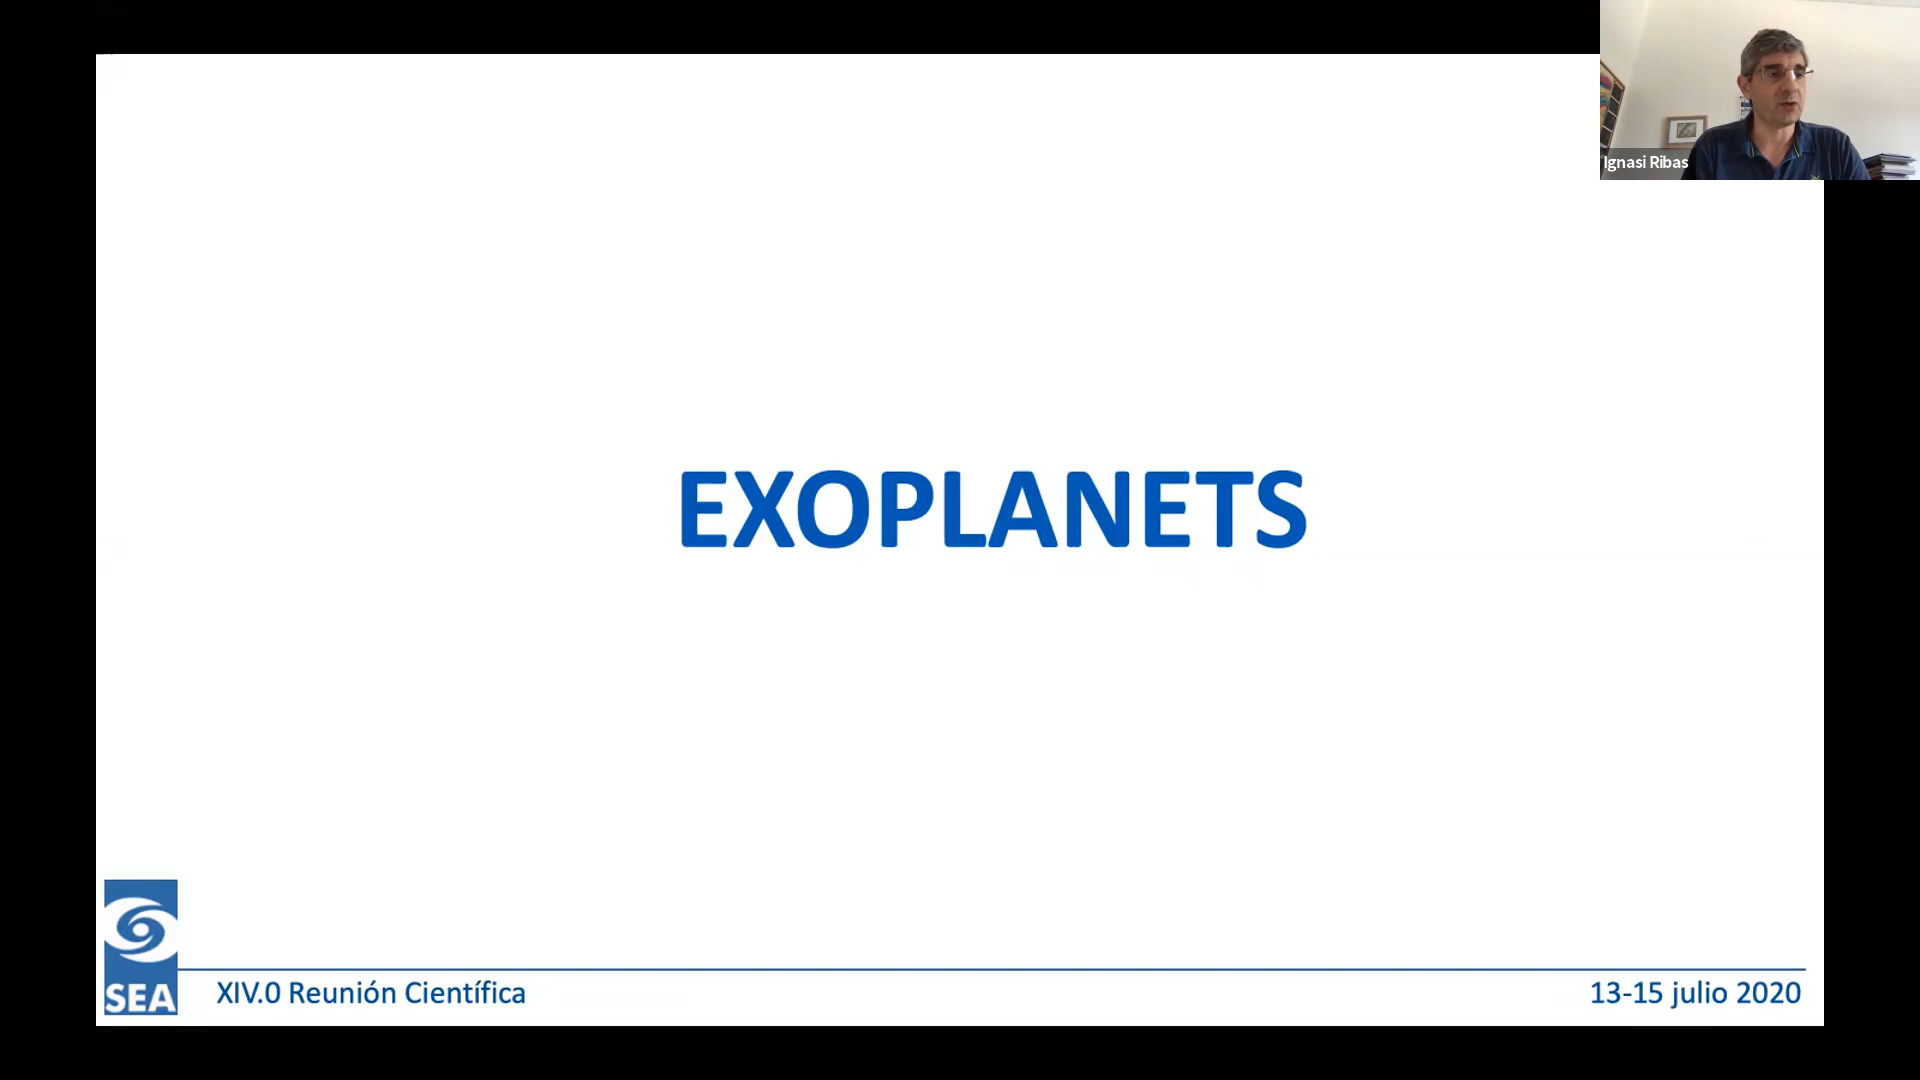 Ignasi Ribas
EXOPLANETS
SEA
XIV.0 Reunión Científica
13-15 julio 2020